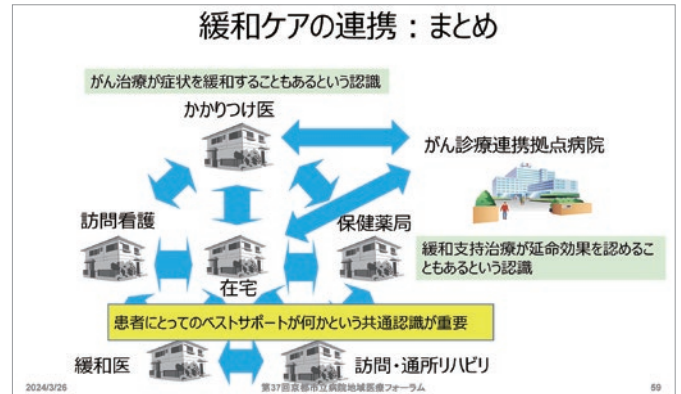 緩和ケアの連携：まとめ
がん治療が症状を緩和することもあるという認識
かかりつけ医
がん診療連携拠点病院
訪問看護
保健薬局
在宅
緩和支持治療が延命効果を認めるこ
ともあるという認識
患者にとってのベストサポートが何かという共通認識が重要
緩和医
訪問・通所リハビリ
2024/3/26
第37回京都市立病院地域医療フォーラム
59